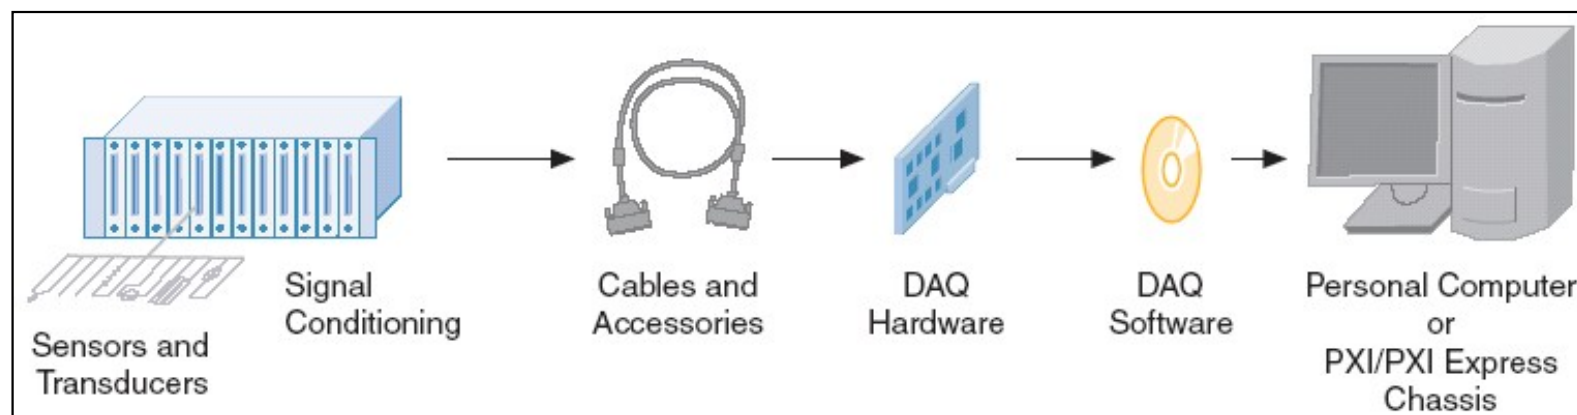 Sensors and
Transducers
Signal
Conditioning
Cables and
Accessories
DAQ
Hardware
DAQ
Software
Personal Computer
or
PXI/PXI Express
Chassis